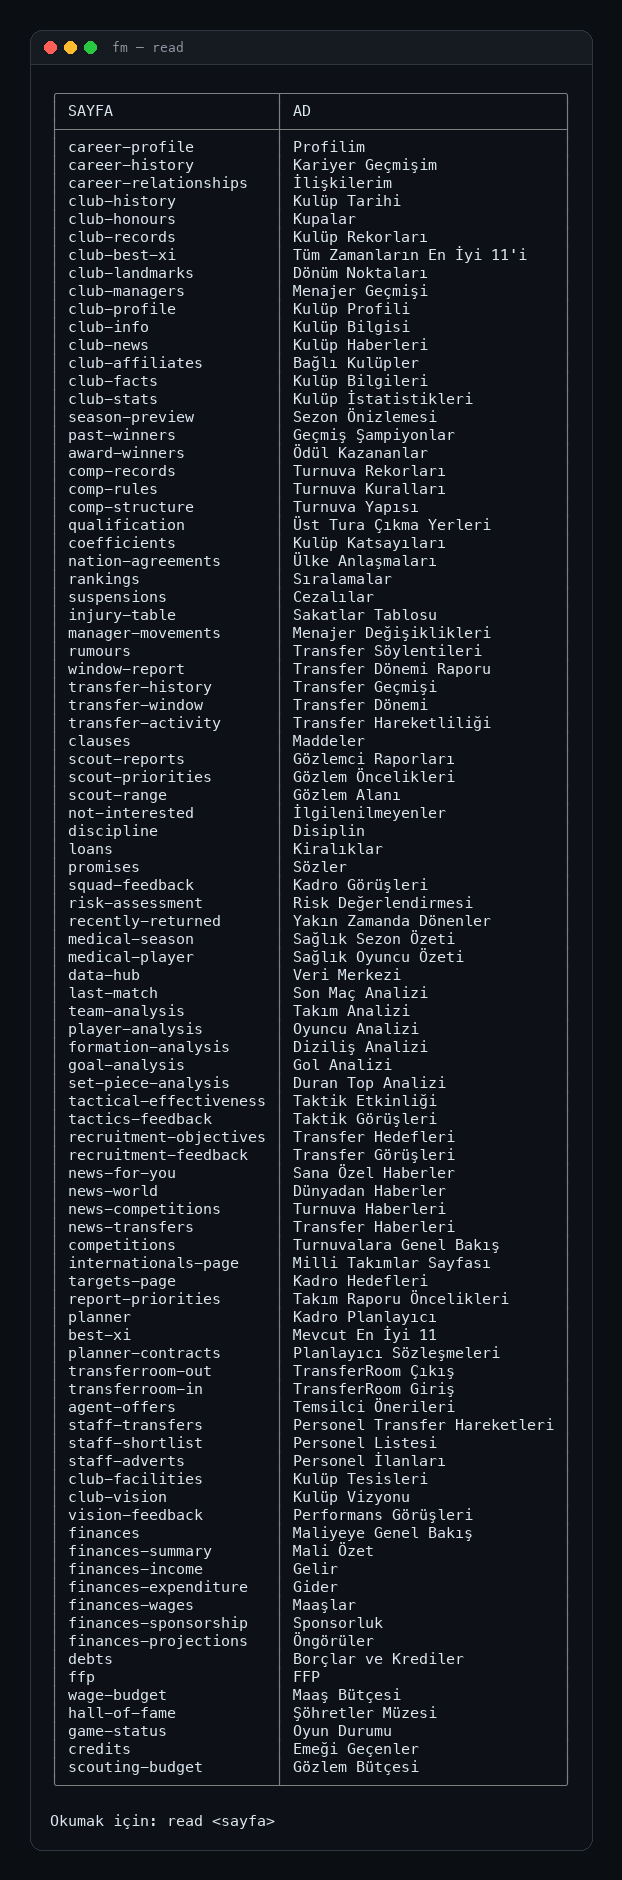 fm — read
SAYFA AD
career-profile Profilim
career-history Kariyer Geçmişim
career-relationships İlişkilerim
club-history Kulüp Tarihi
club-honours Kupalar
club-records Kulüp Rekorları
club-best-xi Tüm Zamanların En İyi 11'i
club-landmarks Dönüm Noktaları
club-managers Menajer Geçmişi
club-profile Kulüp Profili
club-info Kulüp Bilgisi
club-news Kulüp Haberleri
club-affiliates Bağlı Kulüpler
club-facts Kulüp Bilgileri
club-stats Kulüp İstatistikleri
season-preview Sezon Önizlemesi
past-winners Geçmiş Şampiyonlar
award-winners Ödül Kazananlar
comp-records Turnuva Rekorları
comp-rules Turnuva Kuralları
comp-structure Turnuva Yapısı
qualification Üst Tura Çıkma Yerleri
coefficients Kulüp Katsayıları
nation-agreements Ülke Anlaşmaları
rankings Sıralamalar
suspensions Cezalılar
injury-table Sakatlar Tablosu
manager-movements Menajer Değişiklikleri
rumours Transfer Söylentileri
window-report Transfer Dönemi Raporu
transfer-history Transfer Geçmişi
transfer-window Transfer Dönemi
transfer-activity Transfer Hareketliliği
clauses Maddeler
scout-reports Gözlemci Raporları
scout-priorities Gözlem Öncelikleri
scout-range Gözlem Alanı
not-interested İlgilenilmeyenler
discipline Disiplin
loans Kiralıklar
promises Sözler
squad-feedback Kadro Görüşleri
risk-assessment Risk Değerlendirmesi
recently-returned Yakın Zamanda Dönenler
medical-season Sağlık Sezon Özeti
medical-player Sağlık Oyuncu Özeti
data-hub Veri Merkezi
last-match Son Maç Analizi
team-analysis Takım Analizi
player-analysis Oyuncu Analizi
formation-analysis Diziliş Analizi
goal-analysis Gol Analizi
set-piece-analysis Duran Top Analizi
tactical-effectiveness Taktik Etkinliği
tactics-feedback Taktik Görüşleri
recruitment-objectives Transfer Hedefleri
recruitment-feedback Transfer Görüşleri
news-for-you Sana Özel Haberler
news-world Dünyadan Haberler
news-competitions Turnuva Haberleri
news-transfers Transfer Haberleri
competitions Turnuvalara Genel Bakış
internationals-page Milli Takımlar Sayfası
targets-page Kadro Hedefleri
report-priorities Takım Raporu Öncelikleri
planner Kadro Planlayıcı
best-xi Mevcut En İyi 11
planner-contracts Planlayıcı Sözleşmeleri
transferroom-out TransferRoom Çıkış
transferroom-in TransferRoom Giriş
agent-offers Temsilci Önerileri
staff-transfers Personel Transfer Hareketleri
staff-shortlist Personel Listesi
staff-adverts Personel İlanları
club-facilities Kulüp Tesisleri
club-vision Kulüp Vizyonu
vision-feedback Performans Görüşleri
finances Maliyeye Genel Bakış
finances-summary Mali Özet
finances-income Gelir
finances-expenditure Gider
finances-wages Maaşlar
finances-sponsorship Sponsorluk
finances-projections Öngörüler
debts Borçlar ve Krediler
ffp FFP
wage-budget Maaş Bütçesi
hall-of-fame Şöhretler Müzesi
game-status Oyun Durumu
credits Emeği Geçenler
scouting-budget Gözlem Bütçesi
Okumak için: read <sayfa>